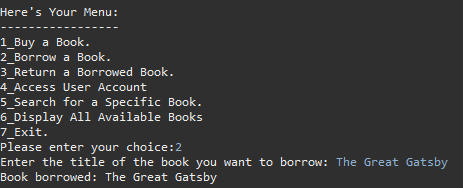 Here's Your Menu:
-----------------
1_Buy a Book.
2_Borrow a Book.
3_Return a Borrowed Book.
4_Access User Account
5_Search for a Specific Book.
6_Display All Available Books
7_Exit.
Please enter your choice:2
Enter the title of the book you want to borrow: The Great Gatsby
Book borrowed: The Great Gatsby